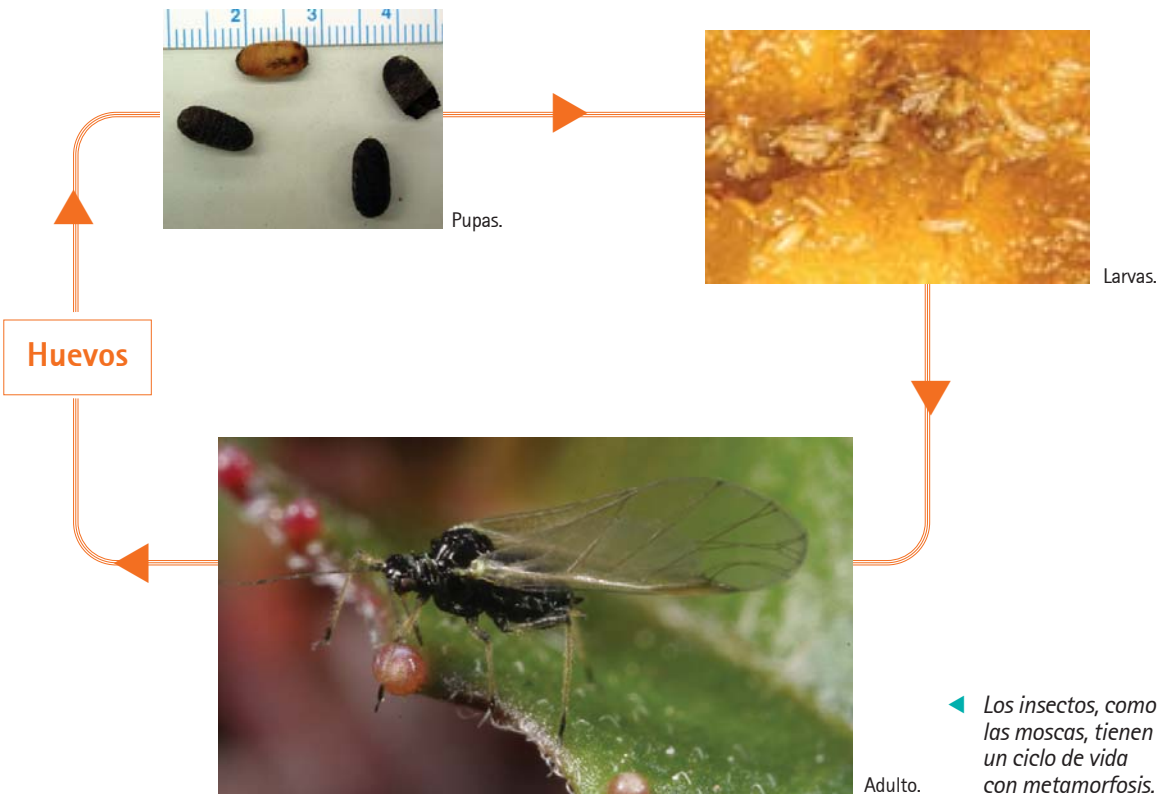 2 3 4
Pupas.
Larvas.
Huevos
Adulto.
Los insectos, como
las moscas, tienen
un ciclo de vida
con metamorfosis.